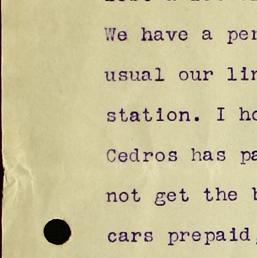 We have a per
usual our lin
station. I ho
Cedros has pa
not get the b
cars prepaid,